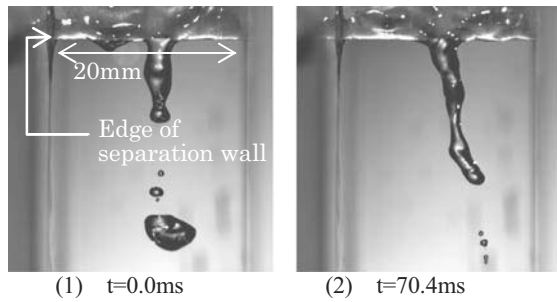 20mm
Edge of
separation wall
(1) t=0.0ms
(2) t=70.4ms